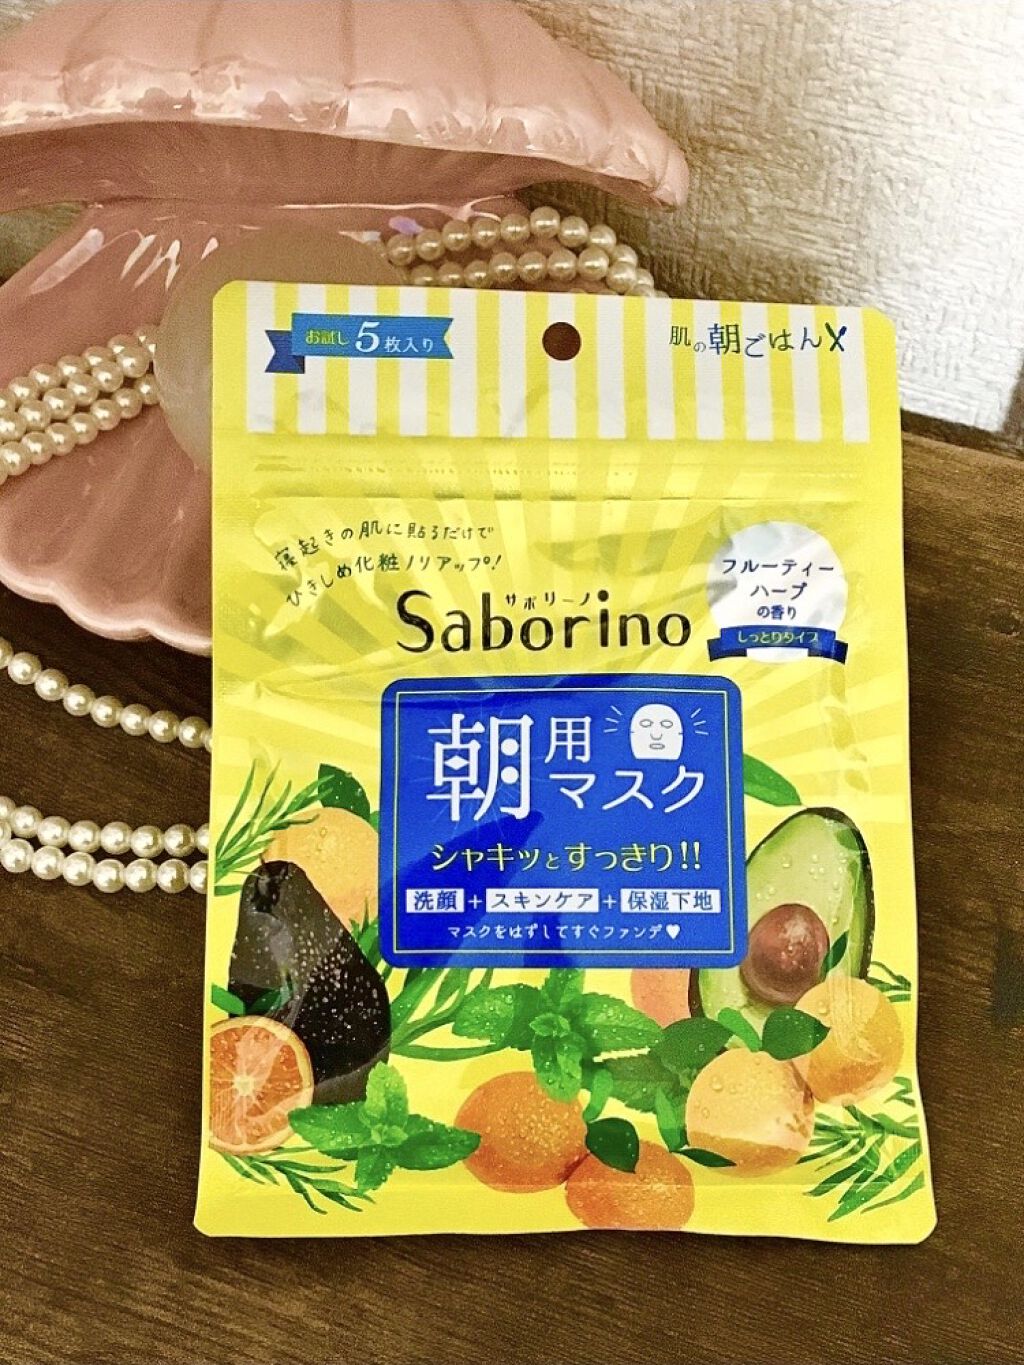 お試し5枚入り
肌の朝ごはん
寝起きの肌に貼るだけで
ひきしめ化粧ノリアップ!
サボリーノ
Saborino
フルーティー
ハーブ
の香り
しっとりタイプ
朝用
マスク
シャキッとすっきり!!
洗顔+スキンケア+保湿下地
マスクをはずしてすぐファンデ♥